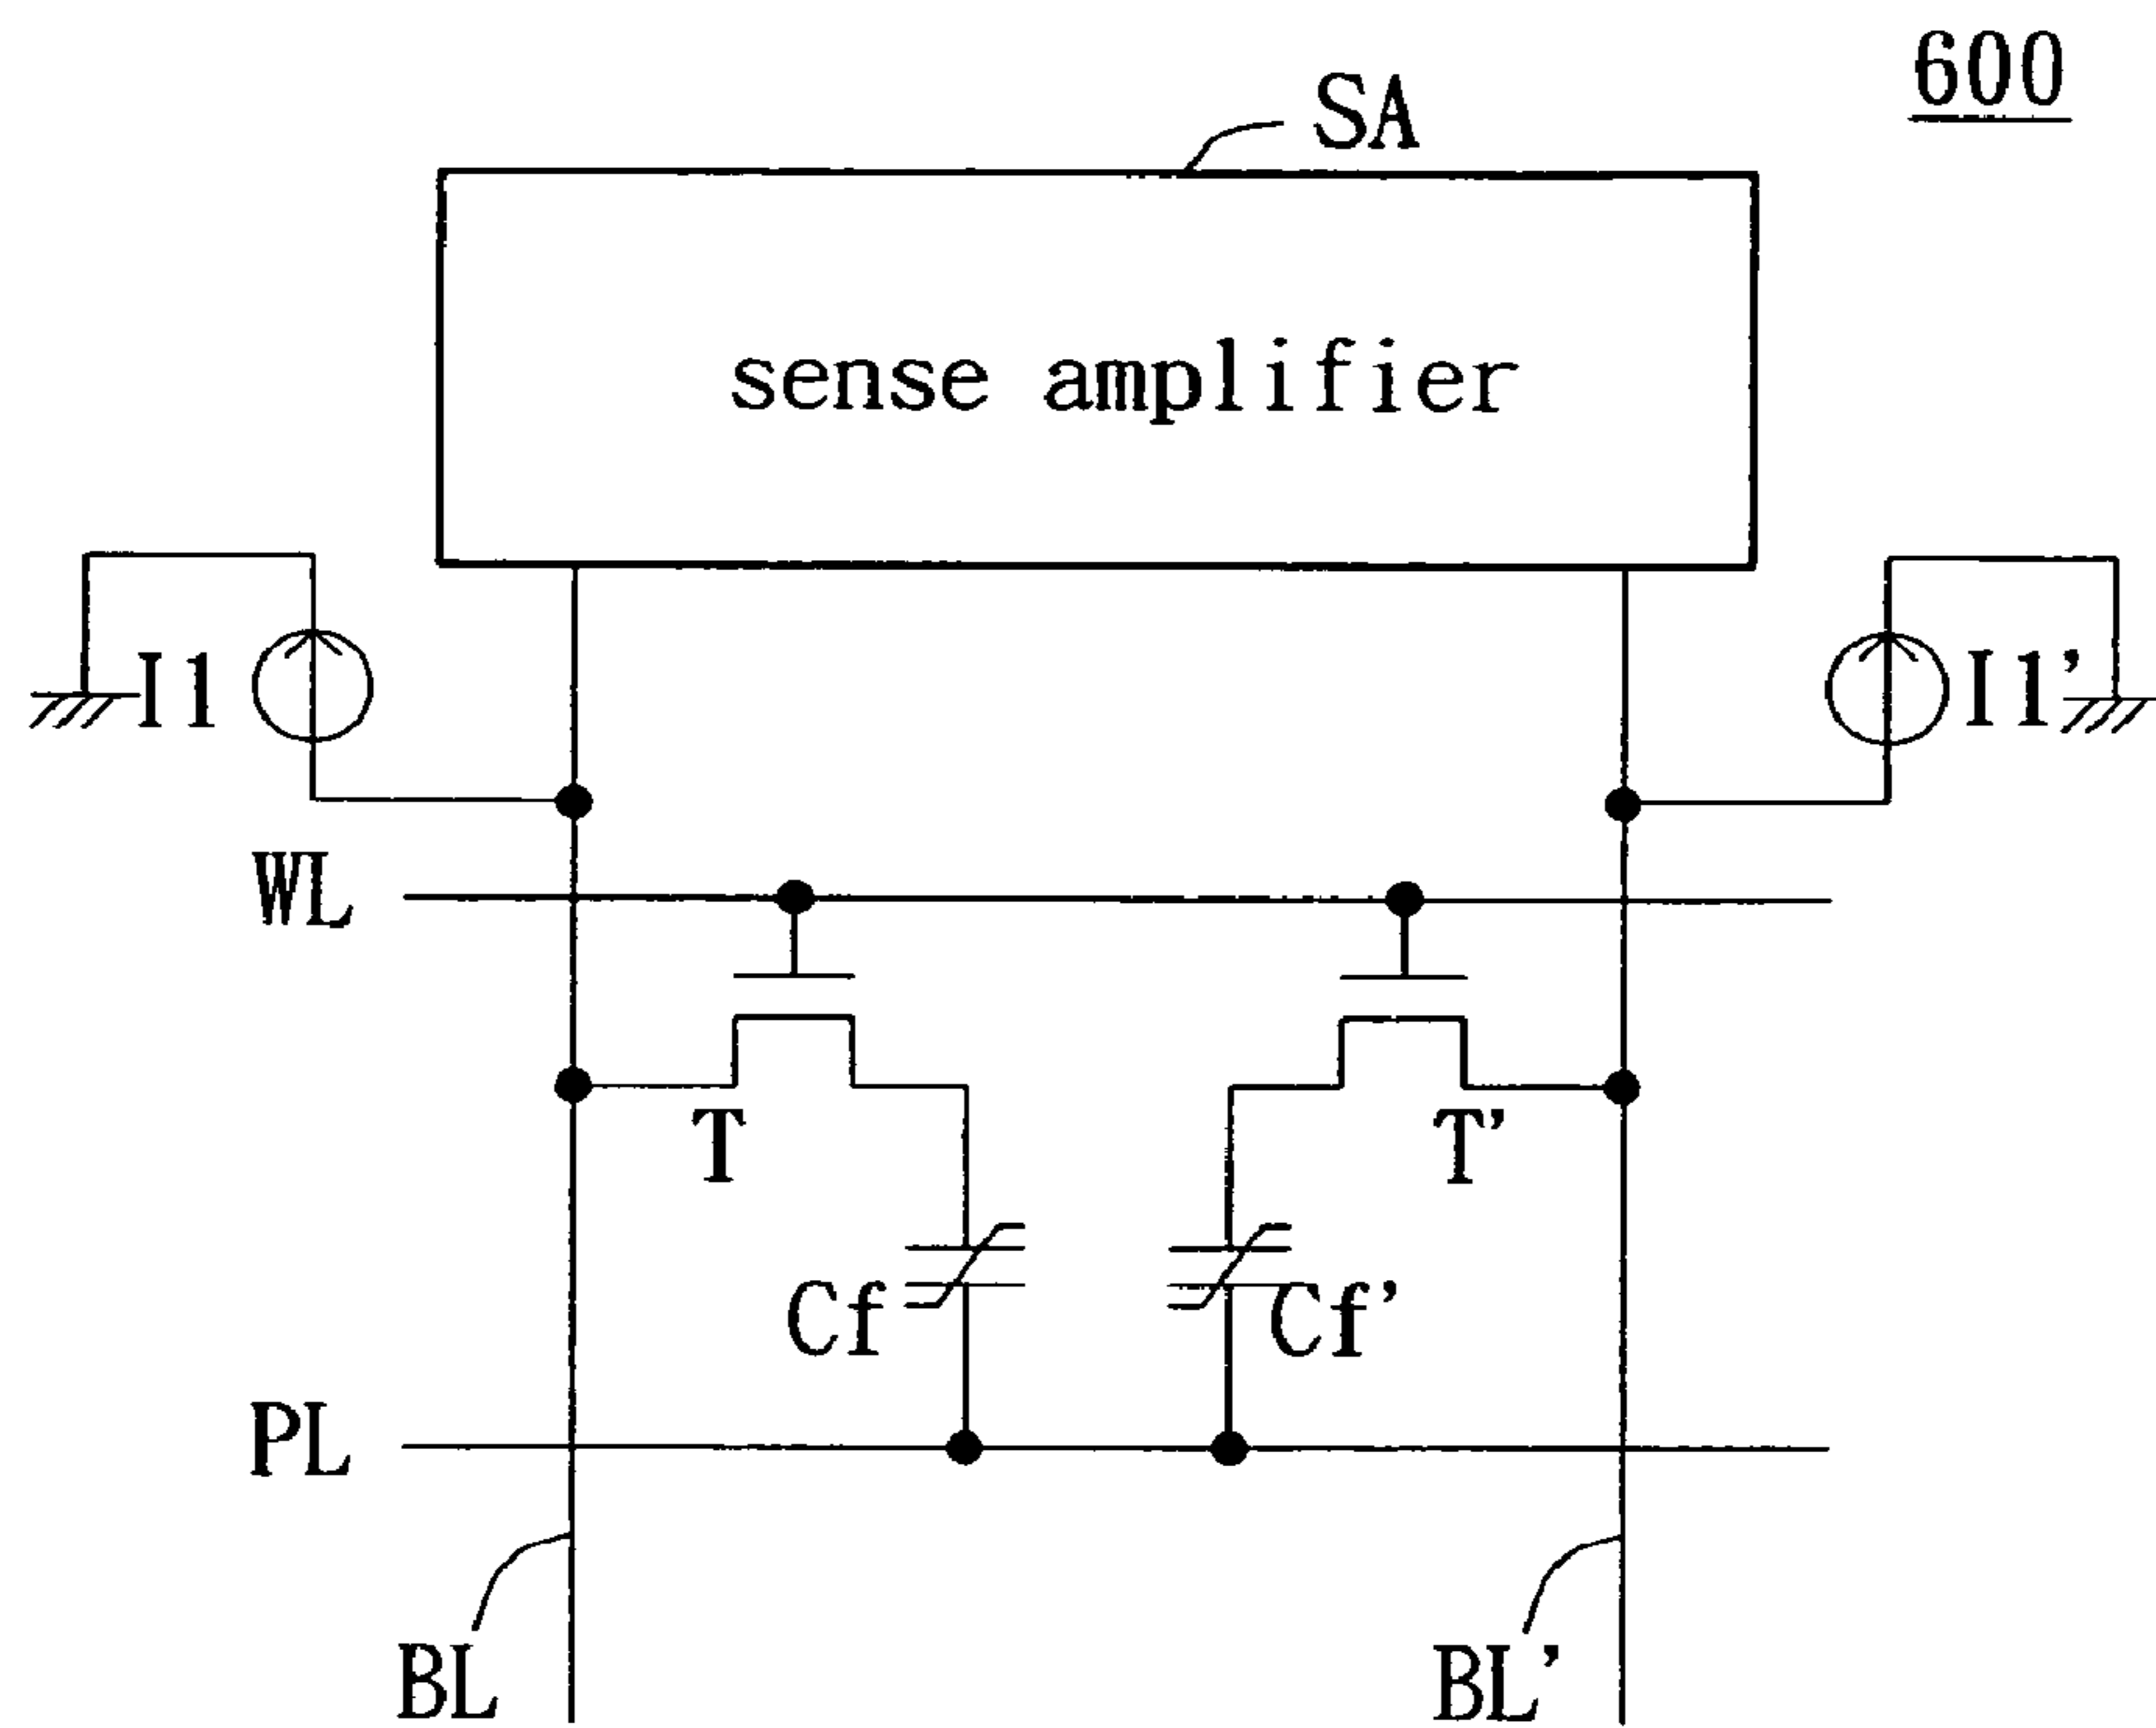 600
SA
sense amplifier
I1
I1'
WL
T
T'
Cf
Cf'
PL
BL
BL'